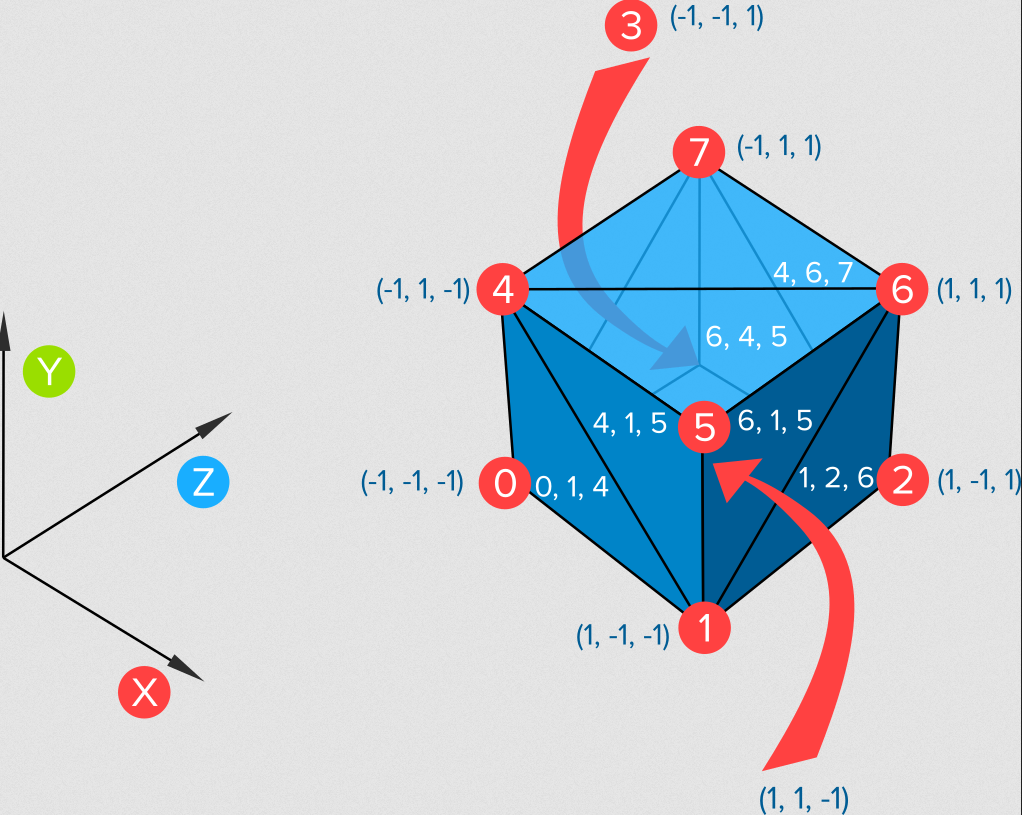 3 (-1, -1, 1)
7 (-1, 1, 1)
4, 6, 7
(-1, 1, -1) 4
6 (1, 1, 1)
6, 4, 5
Y
4, 1, 5
5
6, 1, 5
Z
(-1, -1, -1) 0
0, 1, 4
1, 2, 6
2 (1, -1, 1)
(1, -1, -1) 1
X
(1, 1, -1)